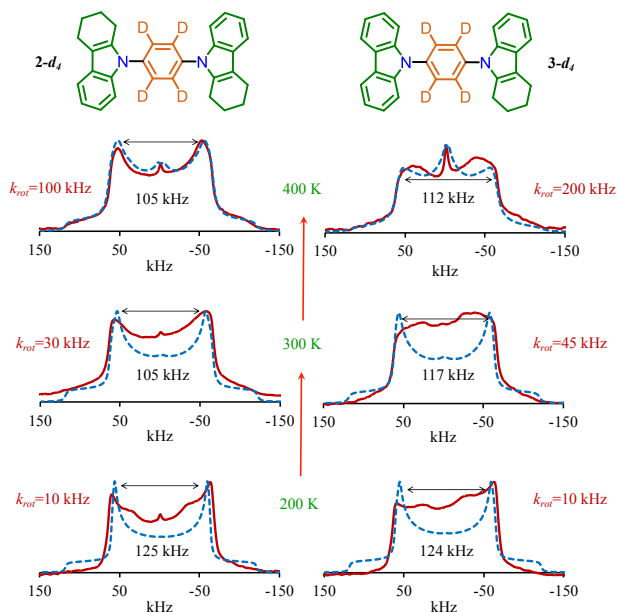 2-d4
D D
N N
D D
3-d4
D D
N N
D D
krot=100 kHz
105 kHz
400 K
112 kHz
krot=200 kHz
150 50 -50 -150
kHz
150 50 -50 -150
kHz
krot=30 kHz
105 kHz
300 K
117 kHz
krot=45 kHz
150 50 -50 -150
kHz
150 50 -50 -150
kHz
krot=10 kHz
125 kHz
200 K
124 kHz
krot=10 kHz
150 50 -50 -150
kHz
150 50 -50 -150
kHz